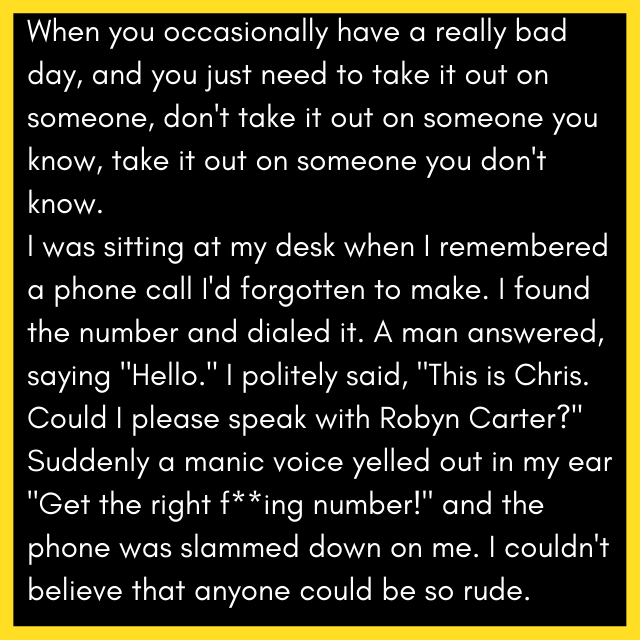 When you occasionally have a really bad
day, and you just need to take it out on
someone, don't take it out on someone you
know, take it out on someone you don't
know.
I was sitting at my desk when I remembered
a phone call I'd forgotten to make. I found
the number and dialed it. A man answered,
saying "Hello." I politely said, "This is Chris.
Could I please speak with Robyn Carter?"
Suddenly a manic voice yelled out in my ear
"Get the right f**ing number!" and the
phone was slammed down on me. I couldn't
believe that anyone could be so rude.